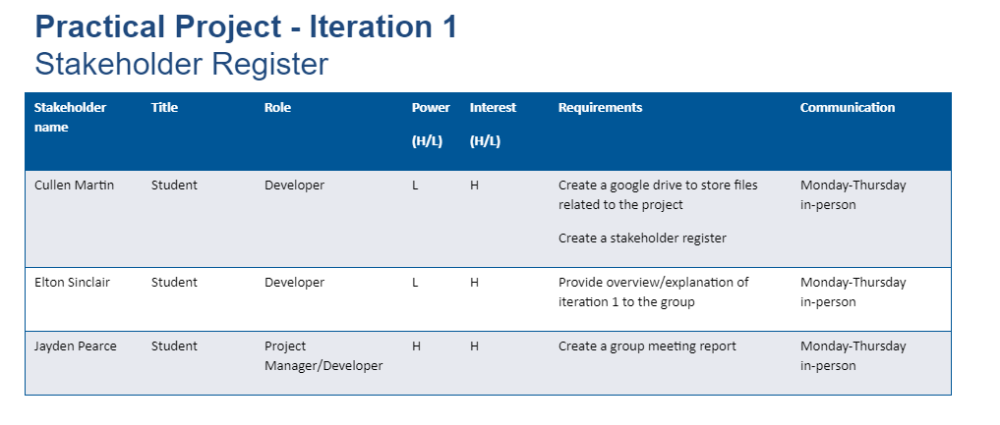 Practical Project - Iteration 1
Stakeholder Register
Stakeholder name Title Role Power (H/L) Interest (H/L) Requirements Communication
Cullen Martin Student Developer L H Create a google drive to store files related to the project Monday-Thursday in-person
Create a stakeholder register
Elton Sinclair Student Developer L H Provide overview/explanation of iteration 1 to the group Monday-Thursday in-person
Jayden Pearce Student Project Manager/Developer H H Create a group meeting report Monday-Thursday in-person